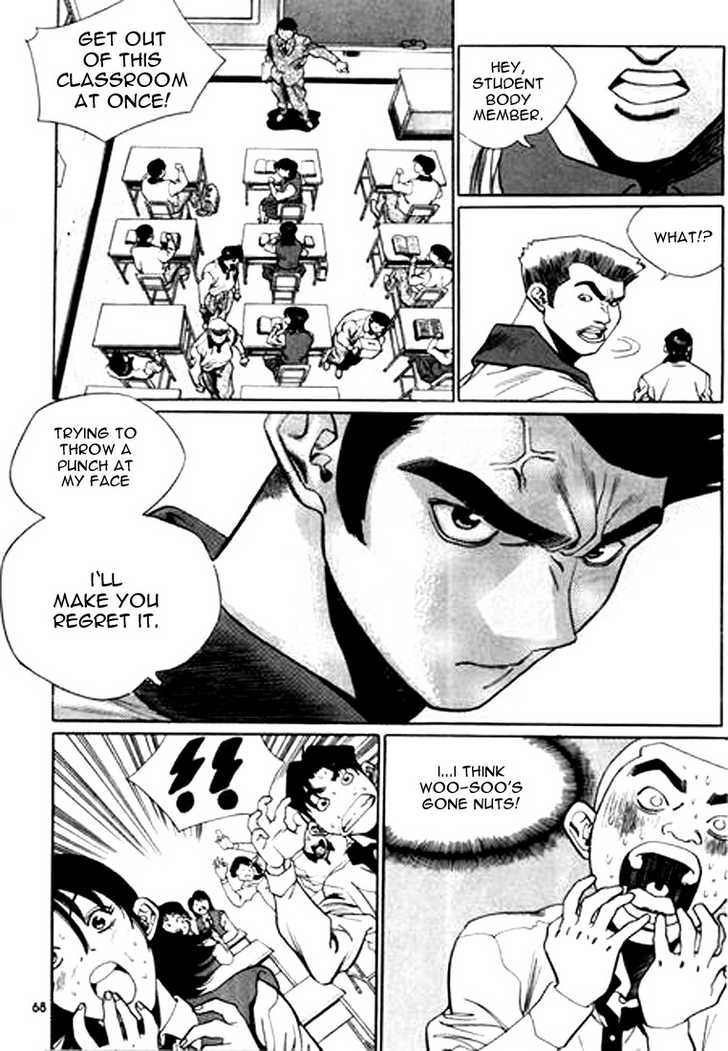 GET OUT
OF THIS
CLASSROOM
AT ONCE!
HEY,
STUDENT
BODY
MEMBER.
WHAT!?
TRYING TO
THROW A
PUNCH AT
MY FACE
I'LL
MAKE YOU
REGRET IT.
!!
I...I THINK
WOO-SOO'S
GONE NUTS!
68